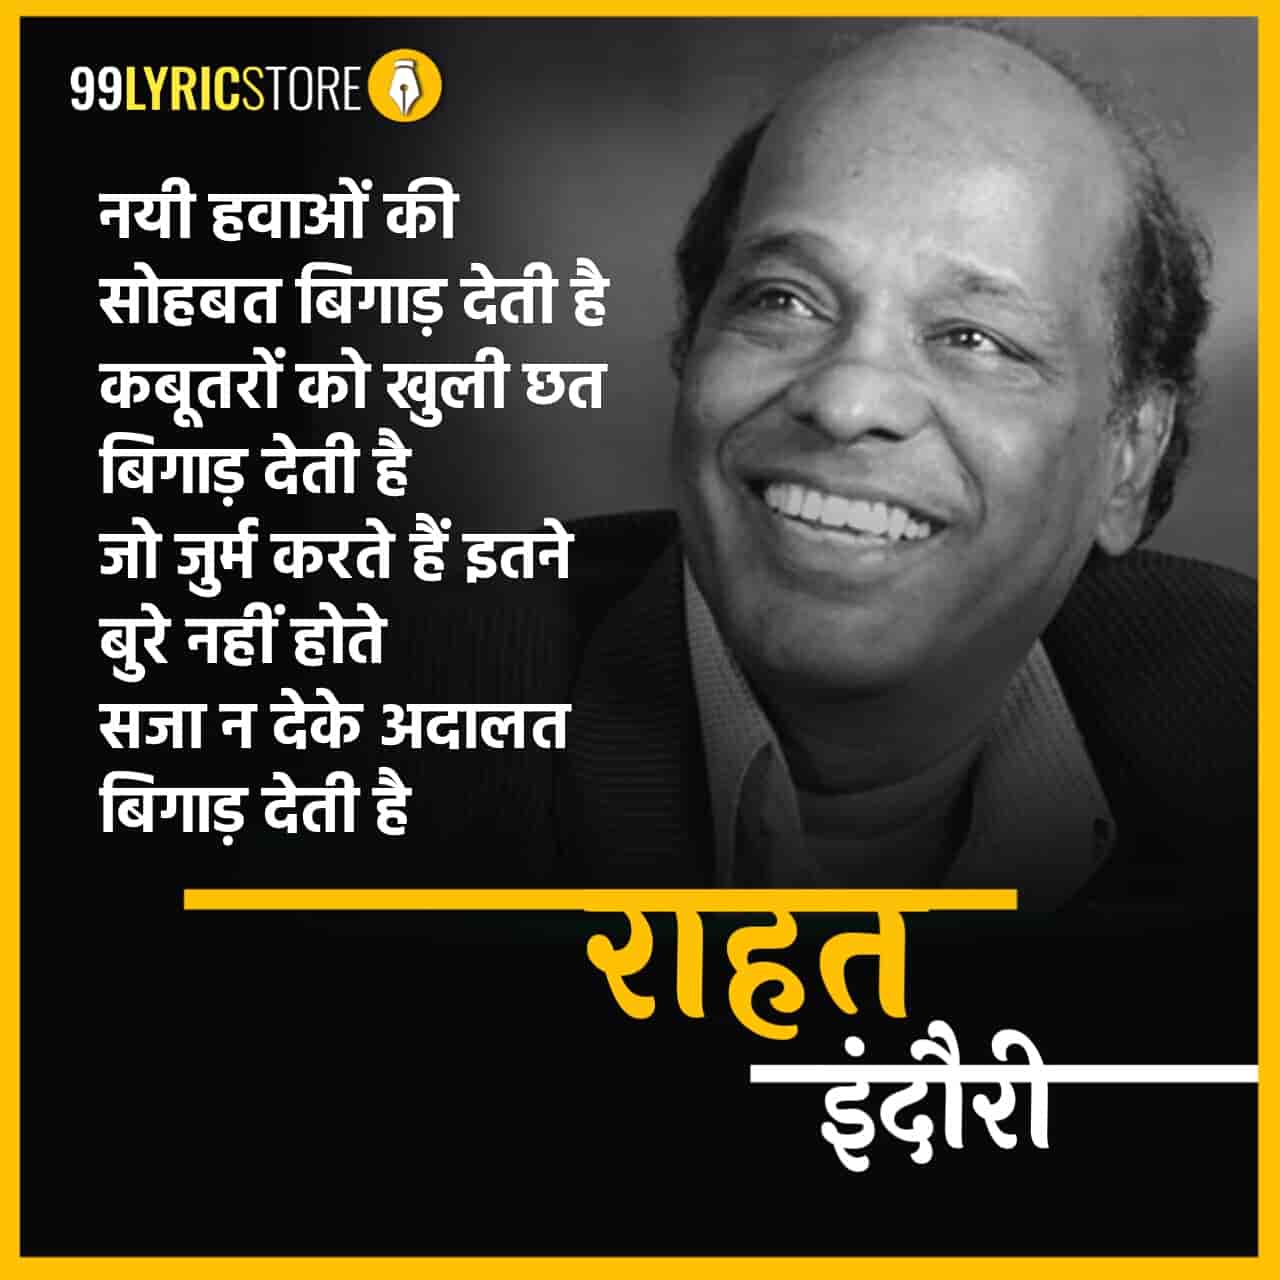 99LYRICSTORE
नयी हवाओं की
सोहबत बिगाड़ देती है
कबूतरों को खुली छत
बिगाड़ देती है
जो जुर्म करते हैं इतने
बुरे नहीं होते
सजा न देके अदालत
बिगाड़ देती है
राहत
इंदौरी